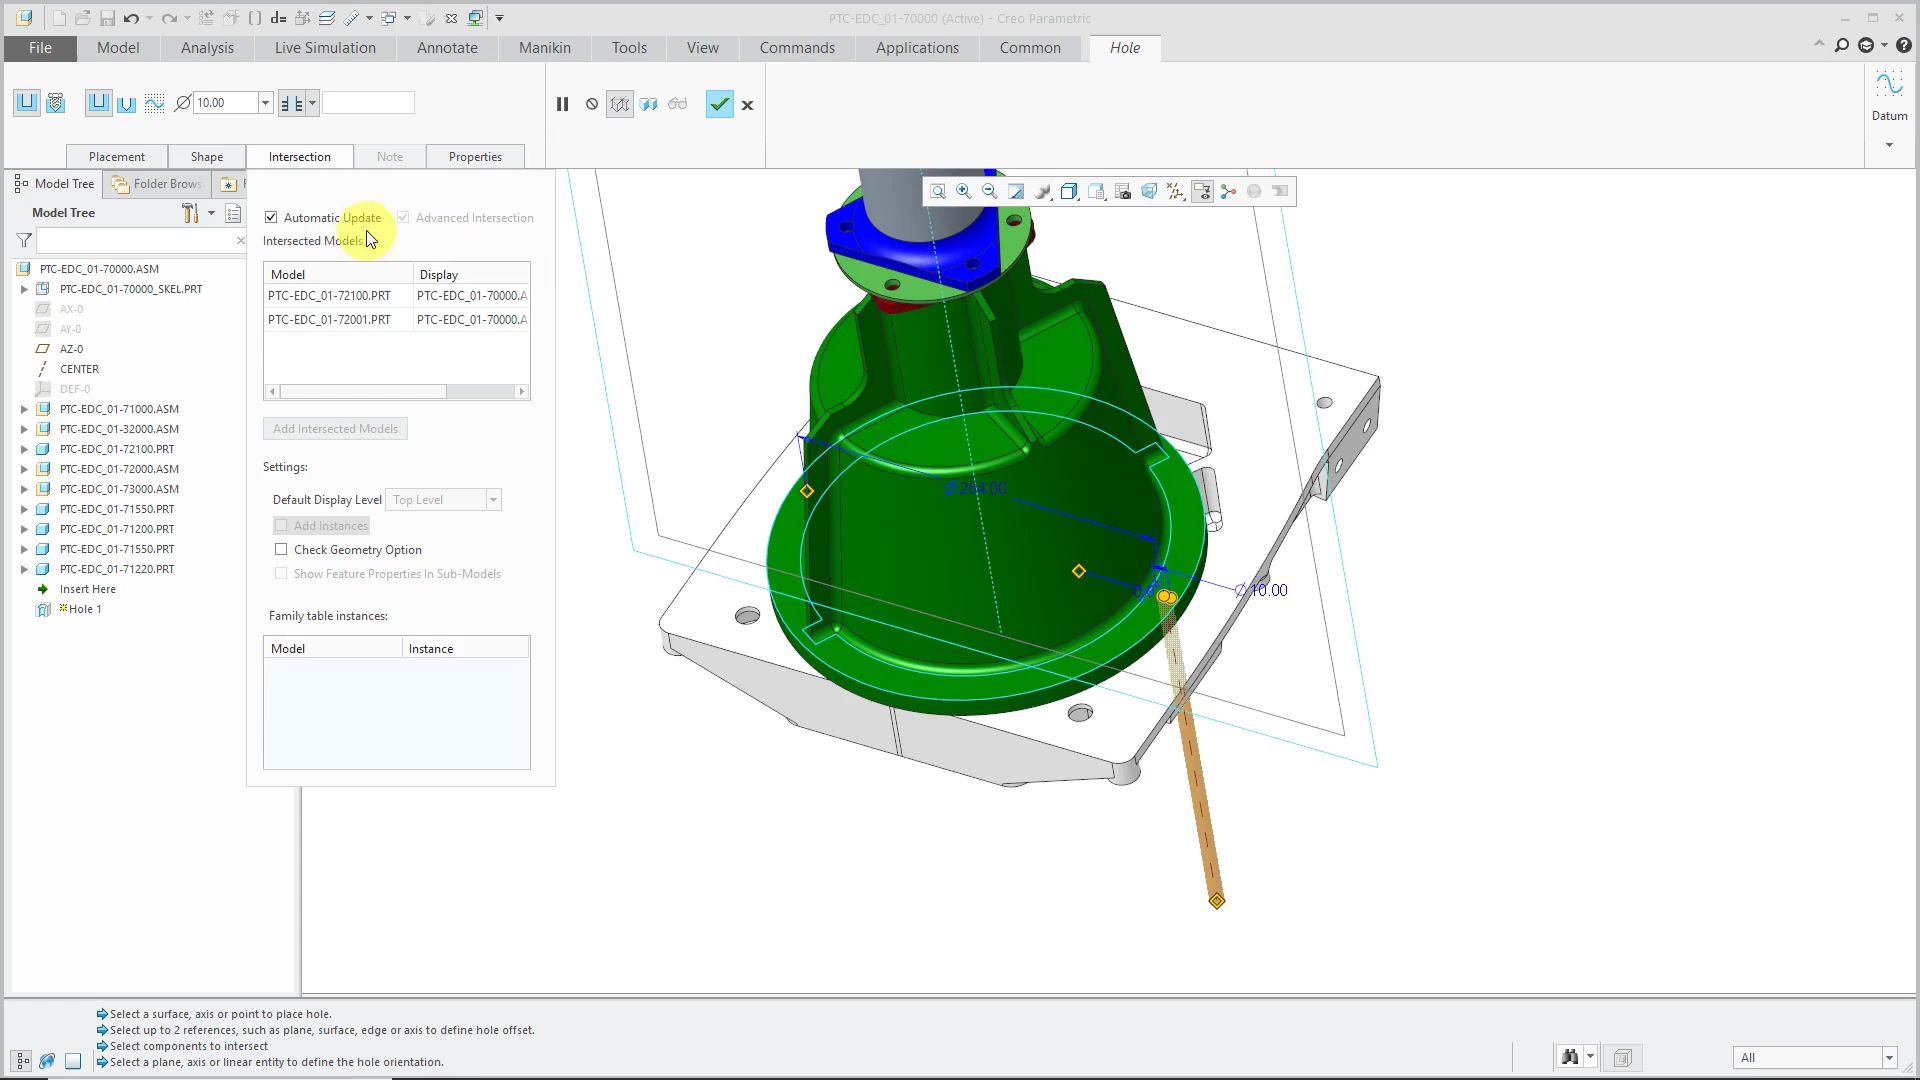 PTC-EDC_01-70000 (Active) - Creo Parametric
File Model Analysis Live Simulation Annotate Manikin Tools View Commands Applications Common Hole
10.00
Datum
Placement Shape Intersection Note Properties
Model Tree Folder Brows
Model Tree
PTC-EDC_01-70000.ASM
PTC-EDC_01-70000_SKEL.PRT
AX-0
AY-0
AZ-0
CENTER
DEF-0
PTC-EDC_01-71000.ASM
PTC-EDC_01-32000.ASM
PTC-EDC_01-72100.PRT
PTC-EDC_01-72000.ASM
PTC-EDC_01-73000.ASM
PTC-EDC_01-71550.PRT
PTC-EDC_01-71200.PRT
PTC-EDC_01-71550.PRT
PTC-EDC_01-71220.PRT
Insert Here
Hole 1
Automatic Update Advanced Intersection
Intersected Models
Model Display
PTC-EDC_01-72100.PRT PTC-EDC_01-70000.A
PTC-EDC_01-72001.PRT PTC-EDC_01-70000.A
Add Intersected Models
Settings:
Default Display Level Top Level
Add Instances
Check Geometry Option
Show Feature Properties In Sub-Models
Family table instances:
Model Instance
Ø264.00
Ø10.00
Select a surface, axis or point to place hole.
Select up to 2 references, such as plane, surface, edge or axis to define hole offset.
Select components to intersect
Select a plane, axis or linear entity to define the hole orientation.
All